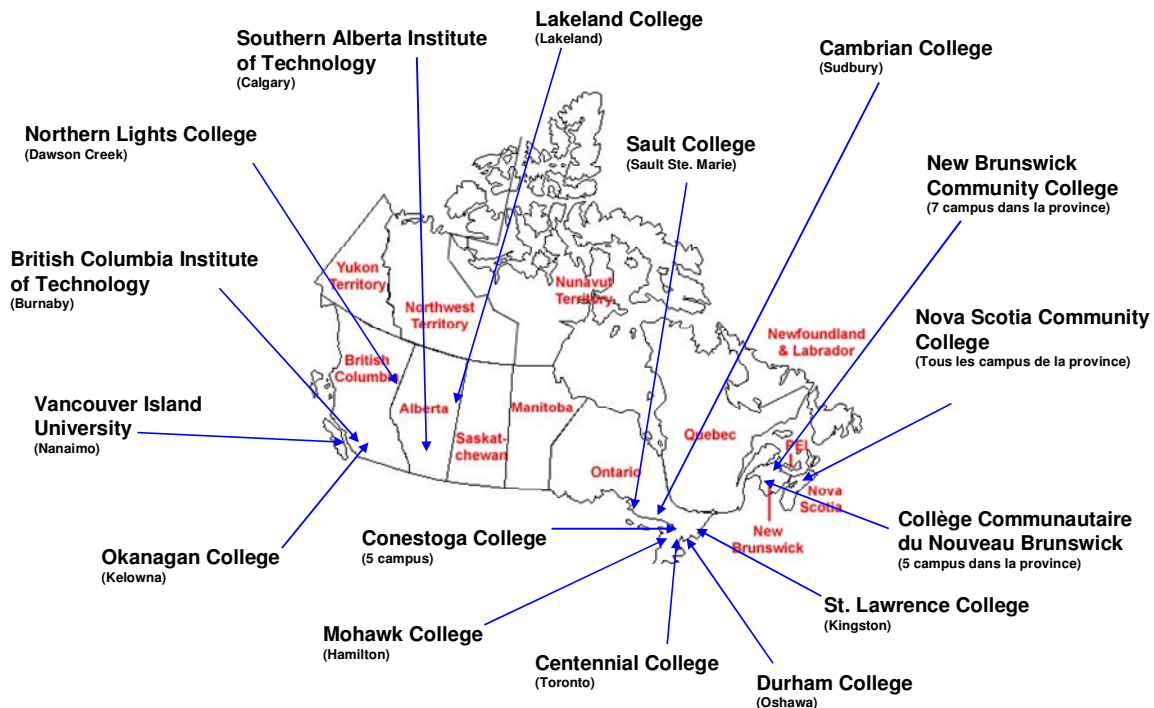 Lakeland College
(Lakeland)
Southern Alberta Institute
of Technology
(Calgary)
Cambrian College
(Sudbury)
Northern Lights College
(Dawson Creek)
Sault College
(Sault Ste. Marie)
New Brunswick
Community College
(7 campus dans la province)
British Columbia Institute
of Technology
(Burnaby)
Yukon
Territory
Northwest
Territory
Nunavut
Territory
Newfoundland
& Labrador
Nova Scotia Community
College
(Tous les campus de la province)
British
Columbia
Alberta
Saskat-
chewan
Manitoba
Ontario
Quebec
PEI
Nova
Scotia
New
Brunswick
Vancouver Island
University
(Nanaimo)
Okanagan College
(Kelowna)
Conestoga College
(5 campus)
Collège Communautaire
du Nouveau Brunswick
(5 campus dans la province)
St. Lawrence College
(Kingston)
Mohawk College
(Hamilton)
Centennial College
(Toronto)
Durham College
(Oshawa)